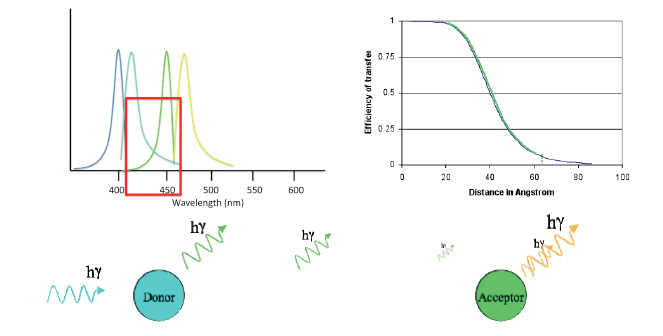 400
450
500
550
600
Wavelength (nm)
Efficiency of transfer
1
0.75
0.5
0.25
0
0
20
40
60
80
100
Distance in Angstrom
hγ
hγ
hγ
hγ
hγ
Donor
Acceptor